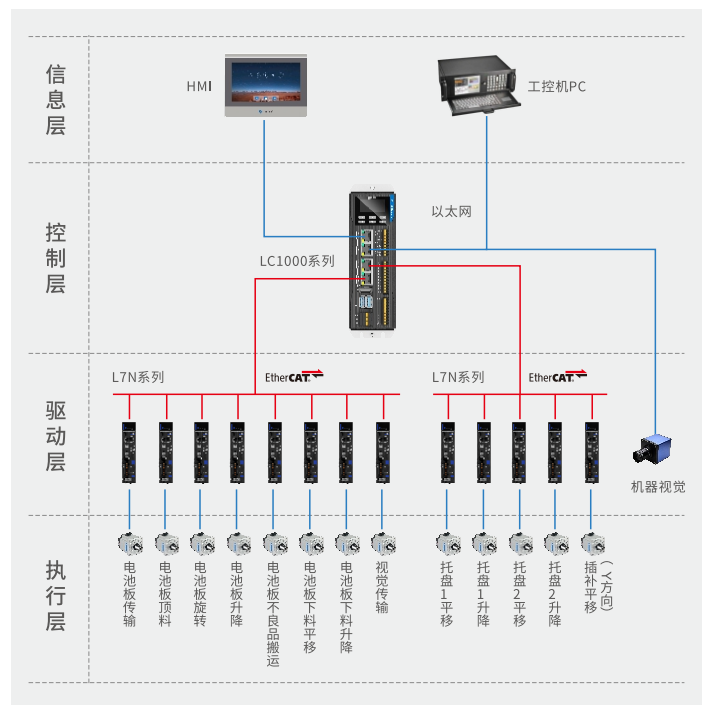 信息层
HMI
工控机PC
控制层
以太网
LC1000系列
驱动层
L7N系列
EtherCAT
L7N系列
EtherCAT
机器视觉
执行层
电池板传输
电池板顶料
电池板旋转
电池板升降
电池板不良品搬运
电池板下料平移
电池板下料升降
视觉传输
托盘1平移
托盘1升降
托盘2平移
托盘2升降
插补平移
（Y方向）